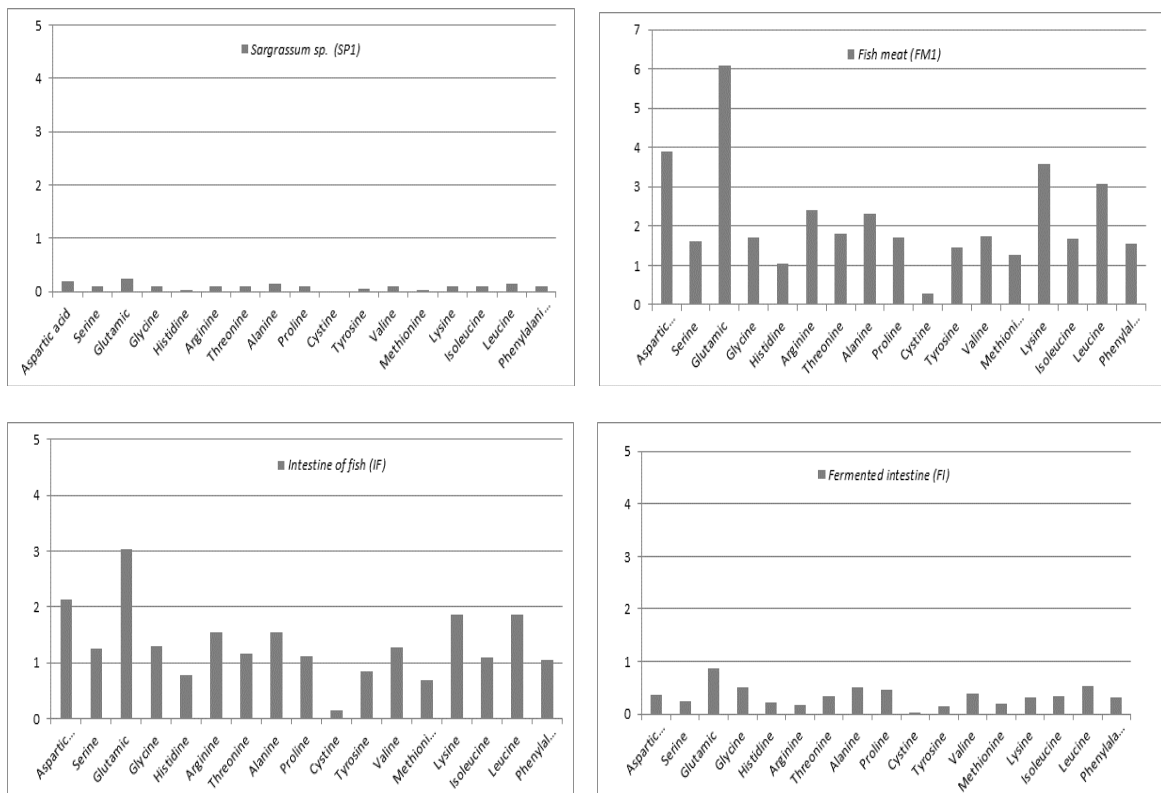 Sargrassum sp. (SP1)
5
4
3
2
1
0
Aspartic acid
Serine
Glutamic
Glycine
Histidine
Arginine
Threonine
Alanine
Proline
Cystine
Tyrosine
Valine
Methionine
Lysine
Isoleucine
Leucine
Phenylalani...
Fish meat (FM1)
7
6
5
4
3
2
1
0
Aspartic...
Serine
Glutamic
Glycine
Histidine
Arginine
Threonine
Alanine
Proline
Cystine
Tyrosine
Valine
Methioni...
Lysine
Isoleucine
Leucine
Phenylal...
Intestine of fish (IF)
5
4
3
2
1
0
Aspartic...
Serine
Glutamic
Glycine
Histidine
Arginine
Threonine
Alanine
Proline
Cystine
Tyrosine
Valine
Methioni...
Lysine
Isoleucine
Leucine
Phenylal...
Fermented intestine (FI)
5
4
3
2
1
0
Aspartic...
Serine
Glutamic
Glycine
Histidine
Arginine
Threonine
Alanine
Proline
Cystine
Tyrosine
Valine
Methionine
Lysine
Isoleucine
Leucine
Phenylala...